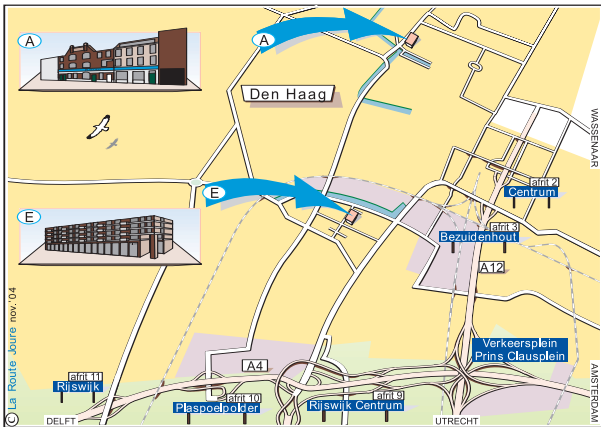 A
A
Den Haag
WASSENAAR
E
E
afrit 2
Centrum
afrit 3
Bezuidenhout
A12
© La Route Joure nov. '04
Verkeersplein
Prins Clausplein
A4
afrit 11
Rijswijk
afrit 10
Plaspoelpolder
afrit 9
Rijswijk Centrum
AMSTERDAM
DELFT
UTRECHT